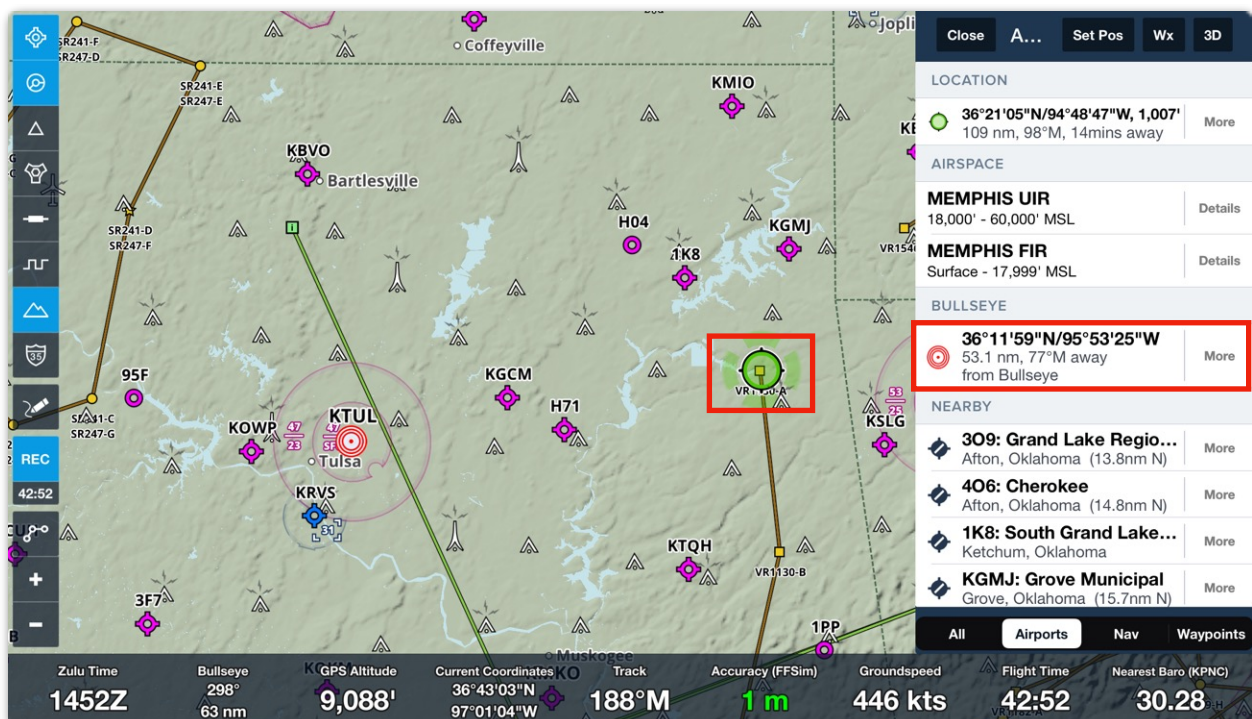 SR241-F
SR247-D
SR241-E
SR247-E
Coffeyville
Jopli
KMIO
KBVO
Bartlesville
SR241-D
SR247-F
H04
KGMJ
1K8
VR154
95F
SR241-C
SR247-G
KOWP
47
23
KTUL
47
SF
Tulsa
KGCM
H71
VR1130-A
53
25
KSLG
KRVS
31
KTQH
VR1130-B
3F7
1PP
Muskogee
35
REC
42:52
+
−
Close
A...
Set Pos
Wx
3D
LOCATION
36°21'05"N/94°48'47"W, 1,007'
109 nm, 98°M, 14mins away
More
AIRSPACE
MEMPHIS UIR
18,000' - 60,000' MSL
Details
MEMPHIS FIR
Surface - 17,999' MSL
Details
BULLSEYE
36°11'59"N/95°53'25"W
53.1 nm, 77°M away
from Bullseye
More
NEARBY
3O9: Grand Lake Regio...
Afton, Oklahoma (13.8nm N)
More
4O6: Cherokee
Afton, Oklahoma (14.8nm N)
More
1K8: South Grand Lake...
Ketchum, Oklahoma
More
KGMJ: Grove Municipal
Grove, Oklahoma (15.7nm N)
More
All
Airports
Nav
Waypoints
Zulu Time
1452Z
Bullseye
298°
63 nm
GPS Altitude
9,088'
Current Coordinates
36°43'03"N
97°01'04"W
Track
188°M
Accuracy (FFSim)
1 m
Groundspeed
446 kts
Flight Time
42:52
Nearest Baro (KPNC)
30.28